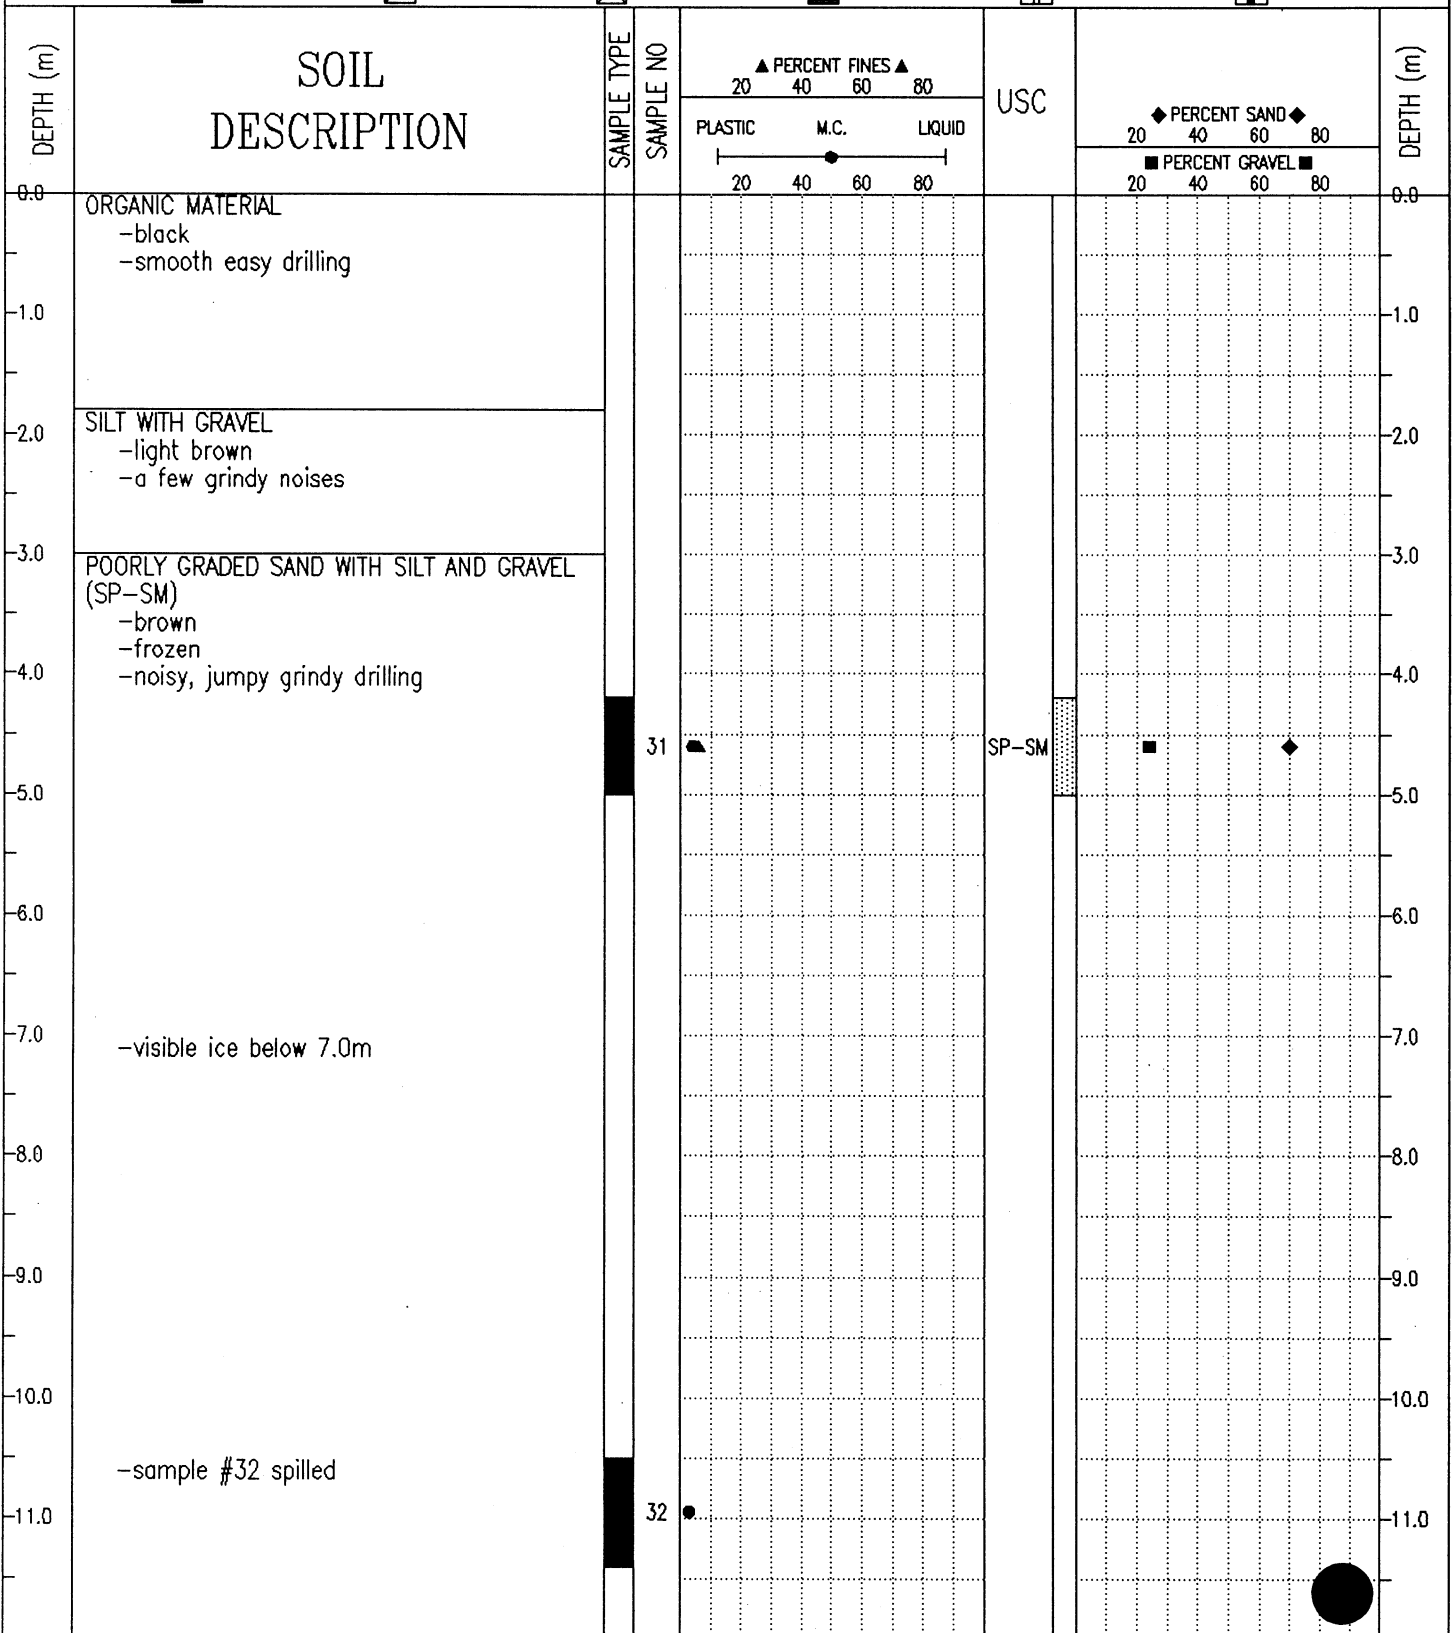 DEPTH (m)
SOIL
DESCRIPTION
SAMPLE TYPE
SAMPLE NO
▲ PERCENT FINES ▲
20 40 60 80
PLASTIC M.C. LIQUID
20 40 60 80
USC
◆ PERCENT SAND ◆
20 40 60 80
■ PERCENT GRAVEL ■
20 40 60 80
DEPTH (m)
0.0
0.0
ORGANIC MATERIAL
-black
-smooth easy drilling
1.0
1.0
SILT WITH GRAVEL
2.0
2.0
-light brown
-a few grindy noises
3.0
3.0
POORLY GRADED SAND WITH SILT AND GRAVEL
(SP-SM)
-brown
-frozen
-noisy, jumpy grindy drilling
4.0
4.0
31
SP-SM
5.0
5.0
6.0
6.0
7.0
7.0
-visible ice below 7.0m
8.0
8.0
9.0
9.0
10.0
10.0
-sample #32 spilled
32
11.0
11.0